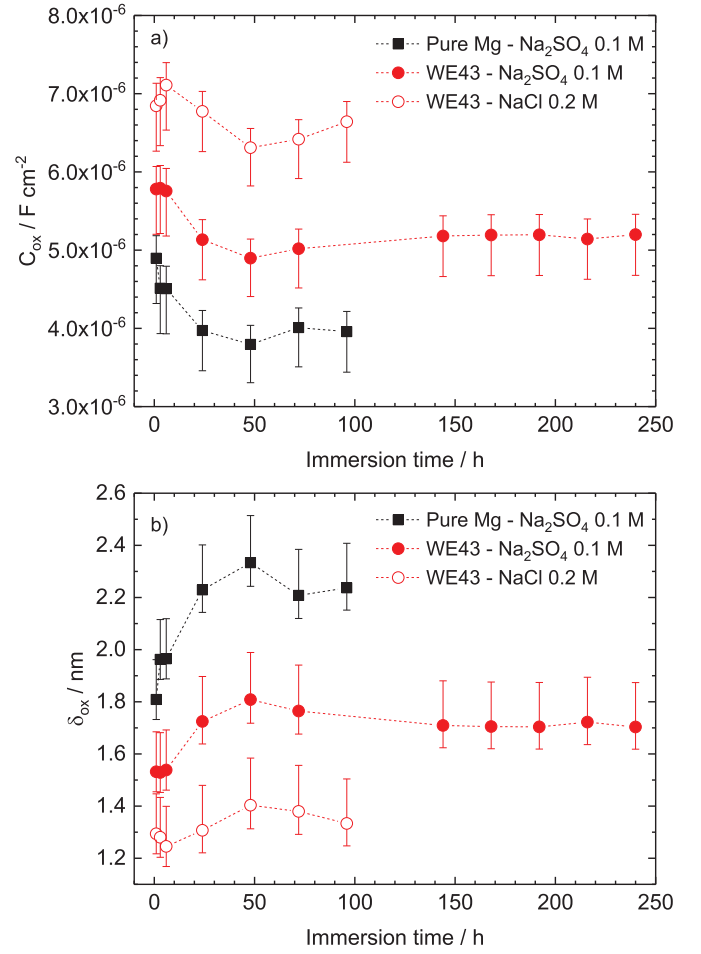 a)
Pure Mg - Na₂SO₄ 0.1 M
WE43 - Na₂SO₄ 0.1 M
WE43 - NaCl 0.2 M
8.0x10⁻⁶
7.0x10⁻⁶
6.0x10⁻⁶
5.0x10⁻⁶
4.0x10⁻⁶
3.0x10⁻⁶
C_ox / F cm⁻²
0 50 100 150 200 250
Immersion time / h
b)
Pure Mg - Na₂SO₄ 0.1 M
WE43 - Na₂SO₄ 0.1 M
WE43 - NaCl 0.2 M
2.6
2.4
2.2
2.0
1.8
1.6
1.4
1.2
δ_ox / nm
0 50 100 150 200 250
Immersion time / h